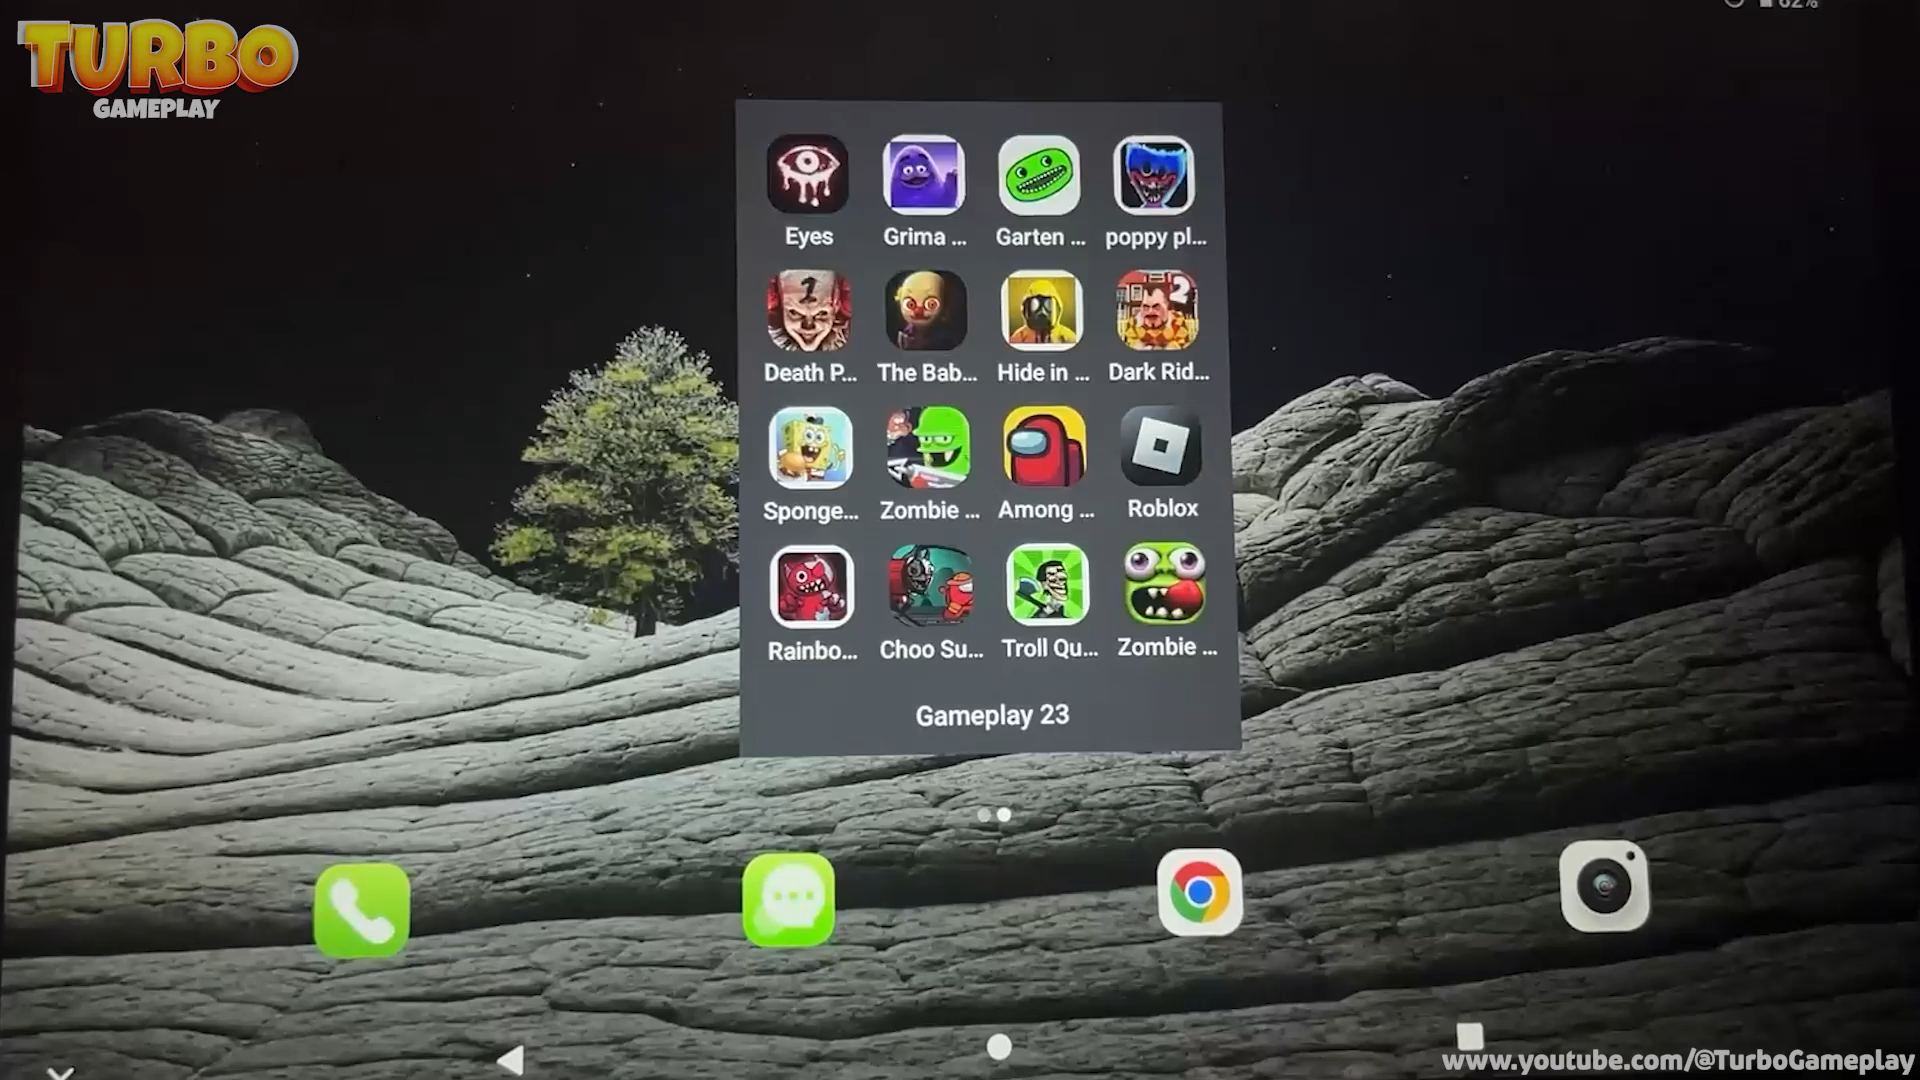 TURBO
GAMEPLAY
62%
Eyes Grima ... Garten ... poppy pl...
Death P... The Bab... Hide in ... Dark Rid...
Sponge... Zombie ... Among ... Roblox
Rainbo... Choo Su... Troll Qu... Zombie ...
Gameplay 23
www.youtube.com/@TurboGameplay